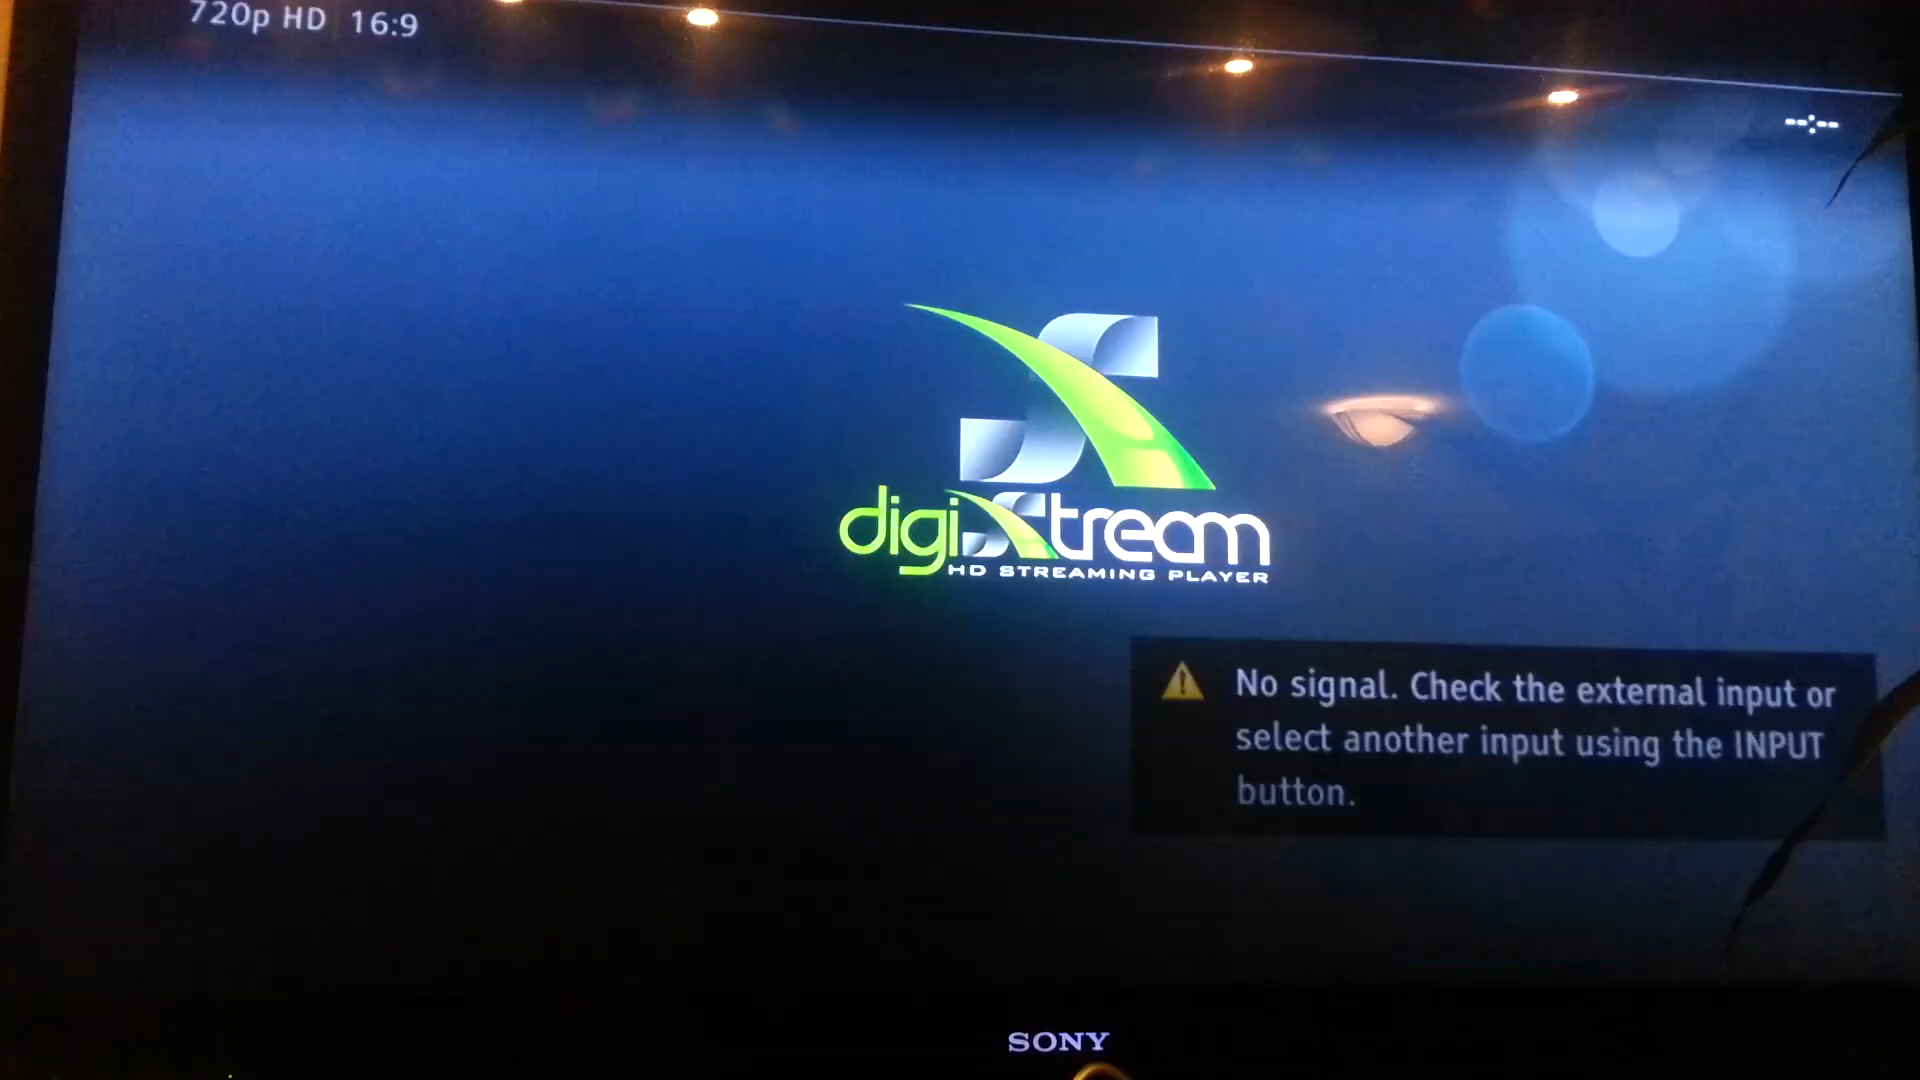 720p HD 16:9
--:--
digiXtream
HD STREAMING PLAYER
No signal. Check the external input or
select another input using the INPUT
button.
SONY